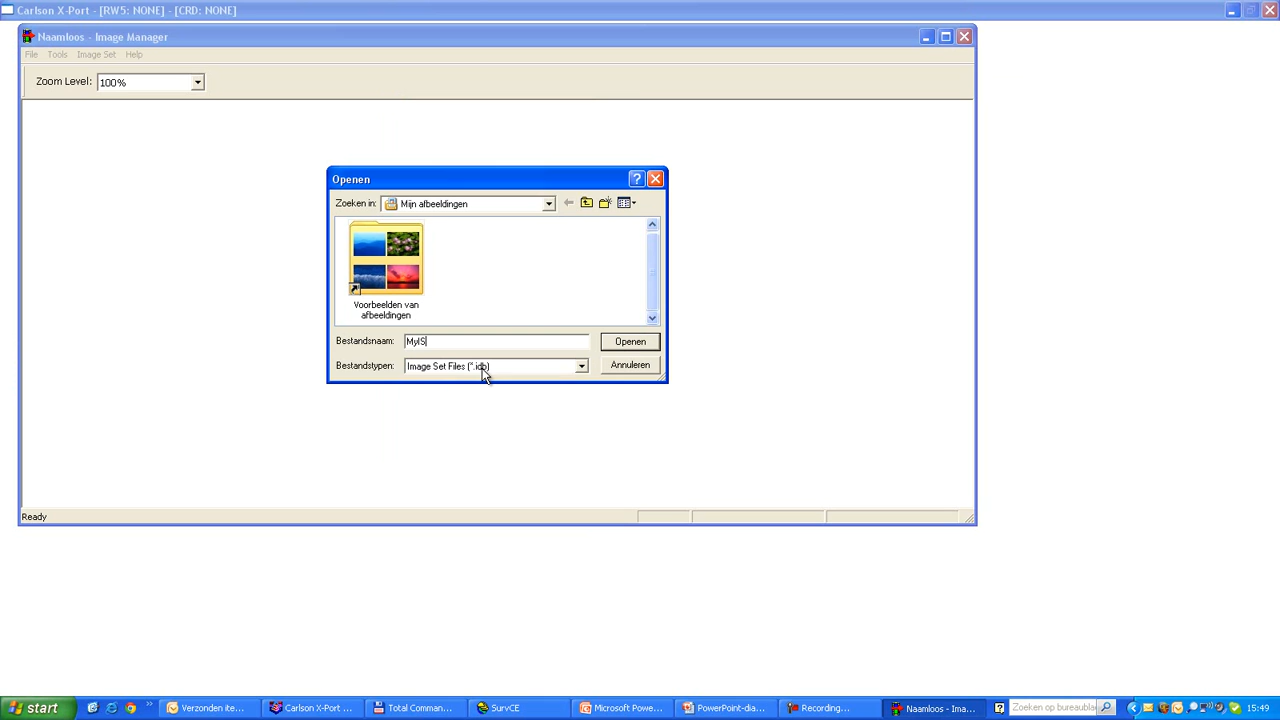 Carlson X-Port - [RW5: NONE] - [CRD: NONE]
Naamloos - Image Manager
File Tools Image Set Help
Zoom Level: 100%
Openen
Zoeken in: Mijn afbeeldingen
Voorbeelden van
afbeeldingen
Bestandsnaam: MyIS
Openen
Bestandstypen: Image Set Files (*.idb)
Annuleren
Ready
start
Verzonden ite...
Carlson X-Port ...
Total Comman...
SurvCE
Microsoft Powe...
PowerPoint-dia...
Recording...
Naamloos - Ima...
Zoeken op bureaubla
15:49